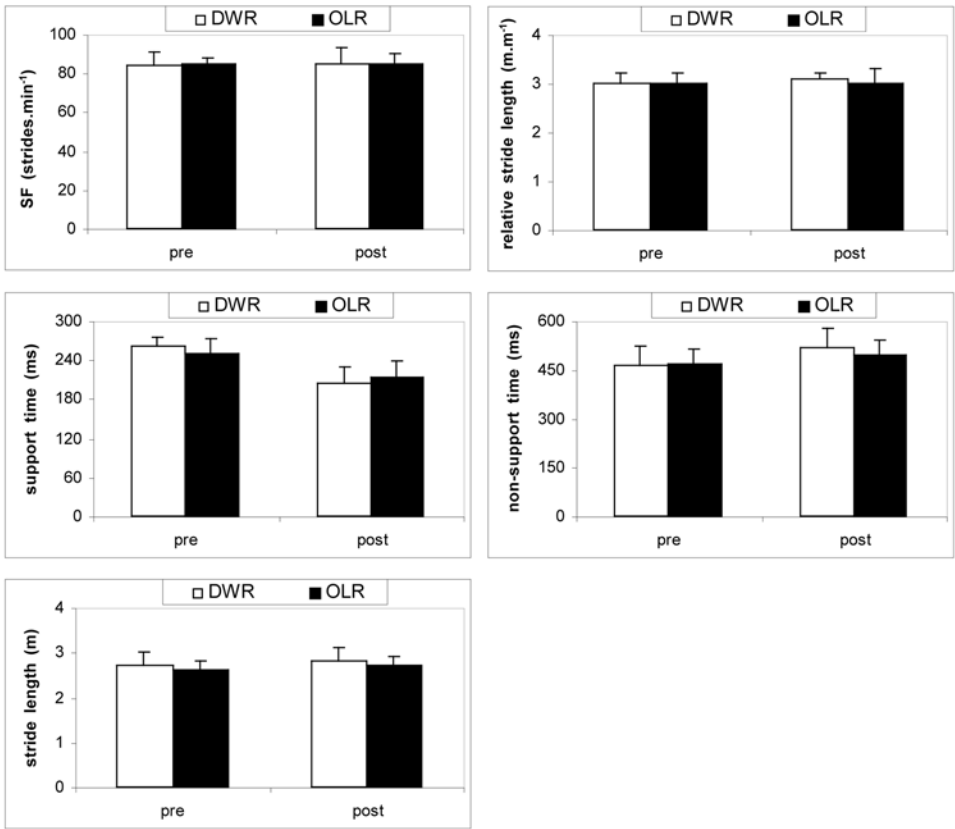 DWR OLR
100
80
60
40
20
0
SF (strides.min⁻¹)
pre post
DWR OLR
4
3
2
1
0
relative stride length (m.m⁻¹)
pre post
DWR OLR
300
240
180
120
60
0
support time (ms)
pre post
DWR OLR
600
450
300
150
0
non-support time (ms)
pre post
DWR OLR
4
3
2
1
0
stride length (m)
pre post